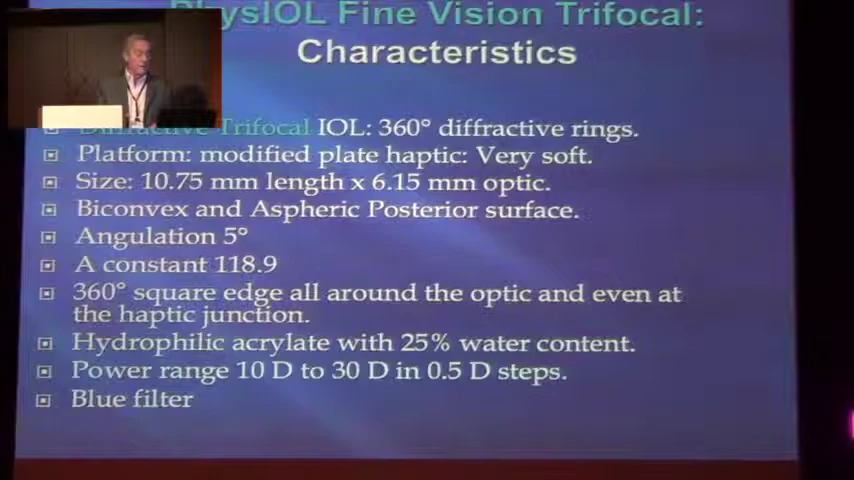 PhysIOL Fine Vision Trifocal:
Characteristics
Diffractive Trifocal IOL: 360° diffractive rings.
Platform: modified plate haptic: Very soft.
Size: 10.75 mm length x 6.15 mm optic.
Biconvex and Aspheric Posterior surface.
Angulation 5°
A constant 118.9
360° square edge all around the optic and even at
the haptic junction.
Hydrophilic acrylate with 25% water content.
Power range 10 D to 30 D in 0.5 D steps.
Blue filter